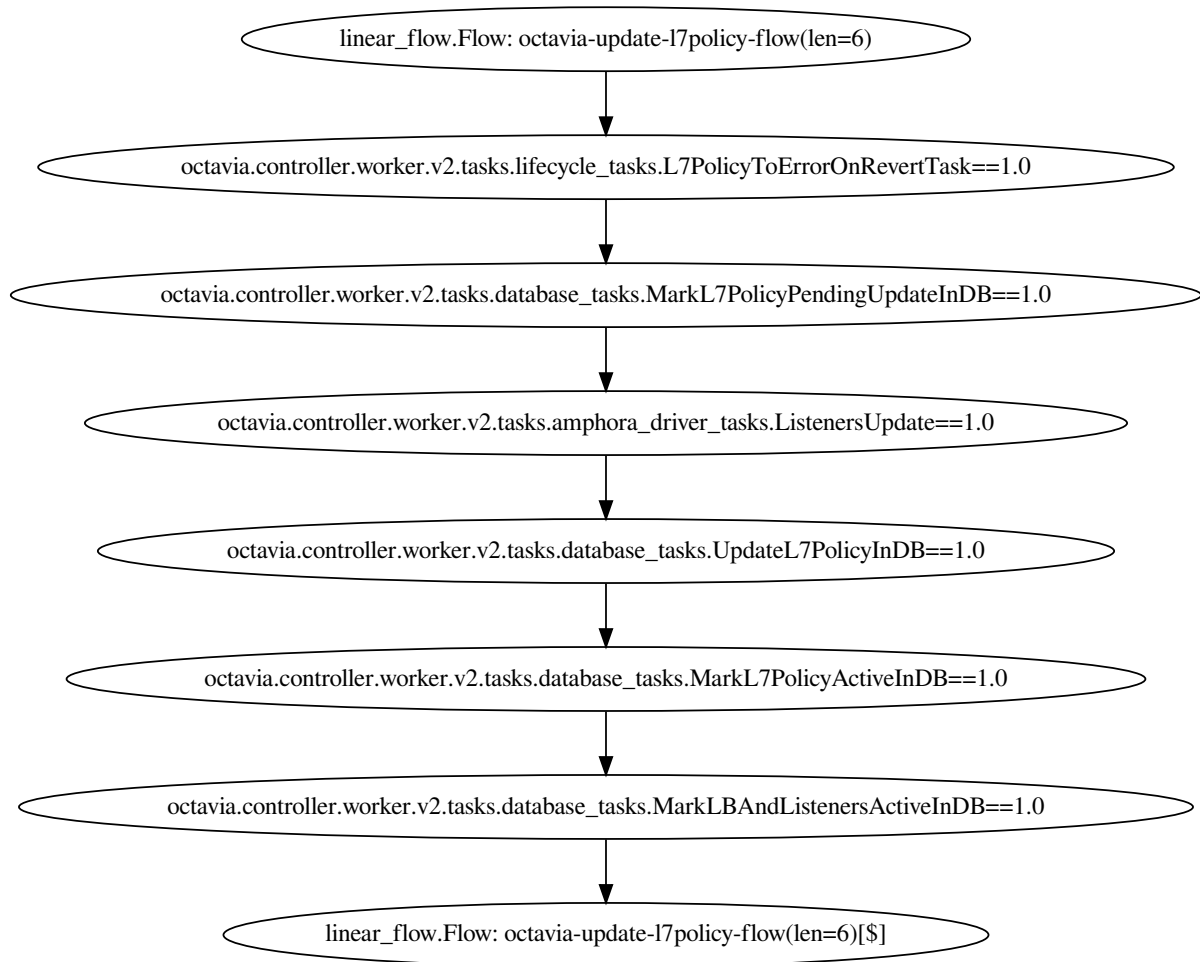 linear_flow.Flow: octavia-update-l7policy-flow(len=6)
octavia.controller.worker.v2.tasks.lifecycle_tasks.L7PolicyToErrorOnRevertTask==1.0
octavia.controller.worker.v2.tasks.database_tasks.MarkL7PolicyPendingUpdateInDB==1.0
octavia.controller.worker.v2.tasks.amphora_driver_tasks.ListenersUpdate==1.0
octavia.controller.worker.v2.tasks.database_tasks.UpdateL7PolicyInDB==1.0
octavia.controller.worker.v2.tasks.database_tasks.MarkL7PolicyActiveInDB==1.0
octavia.controller.worker.v2.tasks.database_tasks.MarkLBAndListenersActiveInDB==1.0
linear_flow.Flow: octavia-update-l7policy-flow(len=6)[$]